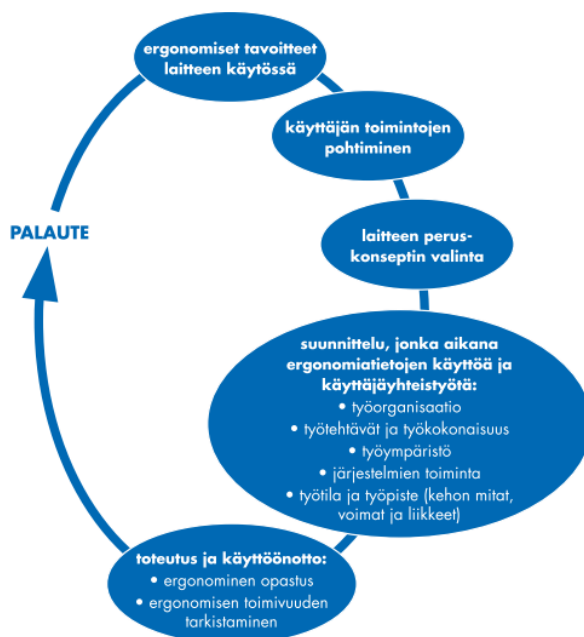 ergonomiset tavoitteet
laitteen käytössä
käyttäjän toimintojen
pohtiminen
PALAUTE
laitteen perus-
konseptin valinta
suunnittelu, jonka aikana
ergonomiatietojen käyttöä ja
käyttäjäyhteistyötä:
• työorganisaatio
• työtehtävät ja työkokonaisuus
• työympäristö
• järjestelmien toiminta
• työtila ja työpiste (kehon mitat,
voimat ja liikkeet)
toteutus ja käyttöönotto:
• ergonominen opastus
• ergonomisen toimivuuden
tarkistaminen